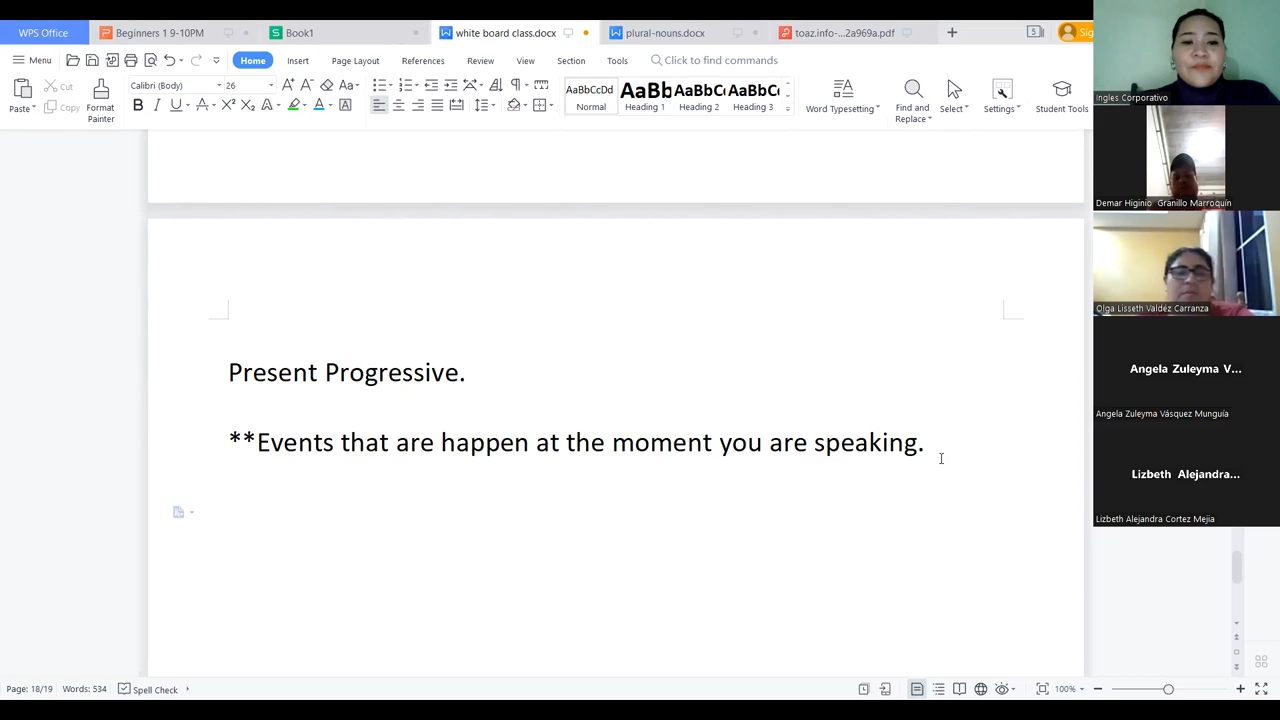 WPS Office
Beginners 1 9-10PM
Book1
white board class.docx
plural-nouns.docx
toaz.info-...2a969a.pdf
Sig
Menu
Home
Insert
Page Layout
References
Review
View
Section
Tools
Click to find commands
Paste
Cut
Copy
Format
Painter
Calibri (Body)
26
AaBbCcDd
Normal
AaBb
Heading 1
AaBbCc
Heading 2
AaBbCc
Heading 3
Word Typesetting
Find and
Replace
Select
Settings
Student Tools
Present Progressive.
**Events that are happen at the moment you are speaking.
Ingles Corporativo
Demar Higinio Granillo Marroquín
Olga Lisseth Valdéz Carranza
Angela Zuleyma V...
Angela Zuleyma Vásquez Munguía
Lizbeth Alejandra...
Lizbeth Alejandra Cortez Mejia
Page: 18/19
Words: 534
Spell Check
100%